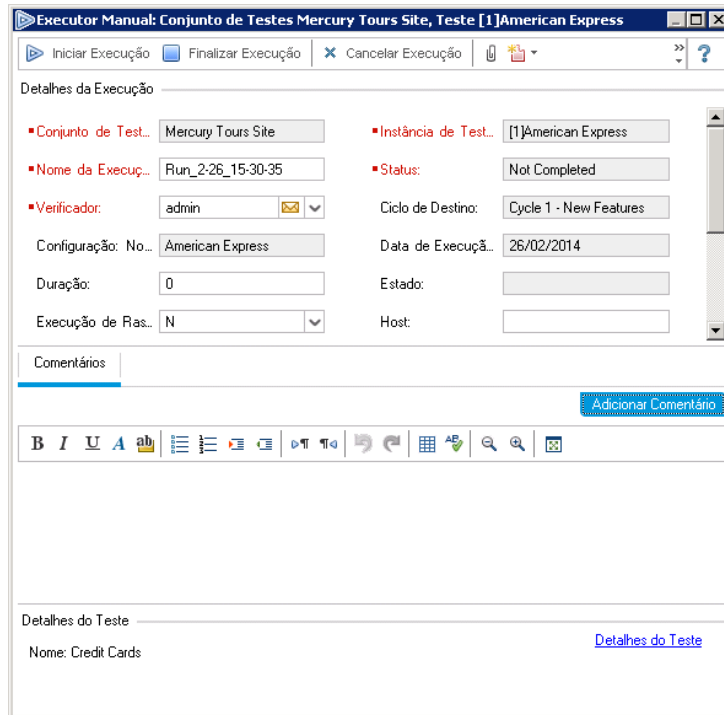 Executor Manual: Conjunto de Testes Mercury Tours Site, Teste [1]American Express
Iniciar Execução Finalizar Execução Cancelar Execução
Detalhes da Execução
Conjunto de Test... Mercury Tours Site Instância de Test... [1]American Express
Nome da Execuç... Run_2-26_15-30-35 Status: Not Completed
Verificador: admin Ciclo de Destino: Cycle 1 - New Features
Configuração: No... American Express Data de Execuçã... 26/02/2014
Duração: 0 Estado:
Execução de Ras... N Host:
Comentários
Adicionar Comentário
B I U A ab
Detalhes do Teste
Detalhes do Teste
Nome: Credit Cards